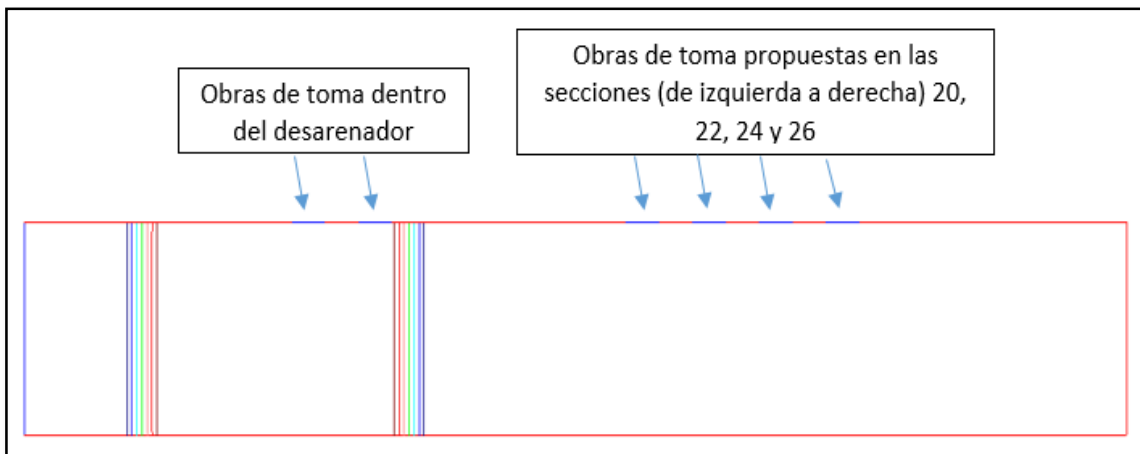 Obras de toma dentro
del desarenador
Obras de toma propuestas en las
secciones (de izquierda a derecha) 20,
22, 24 y 26